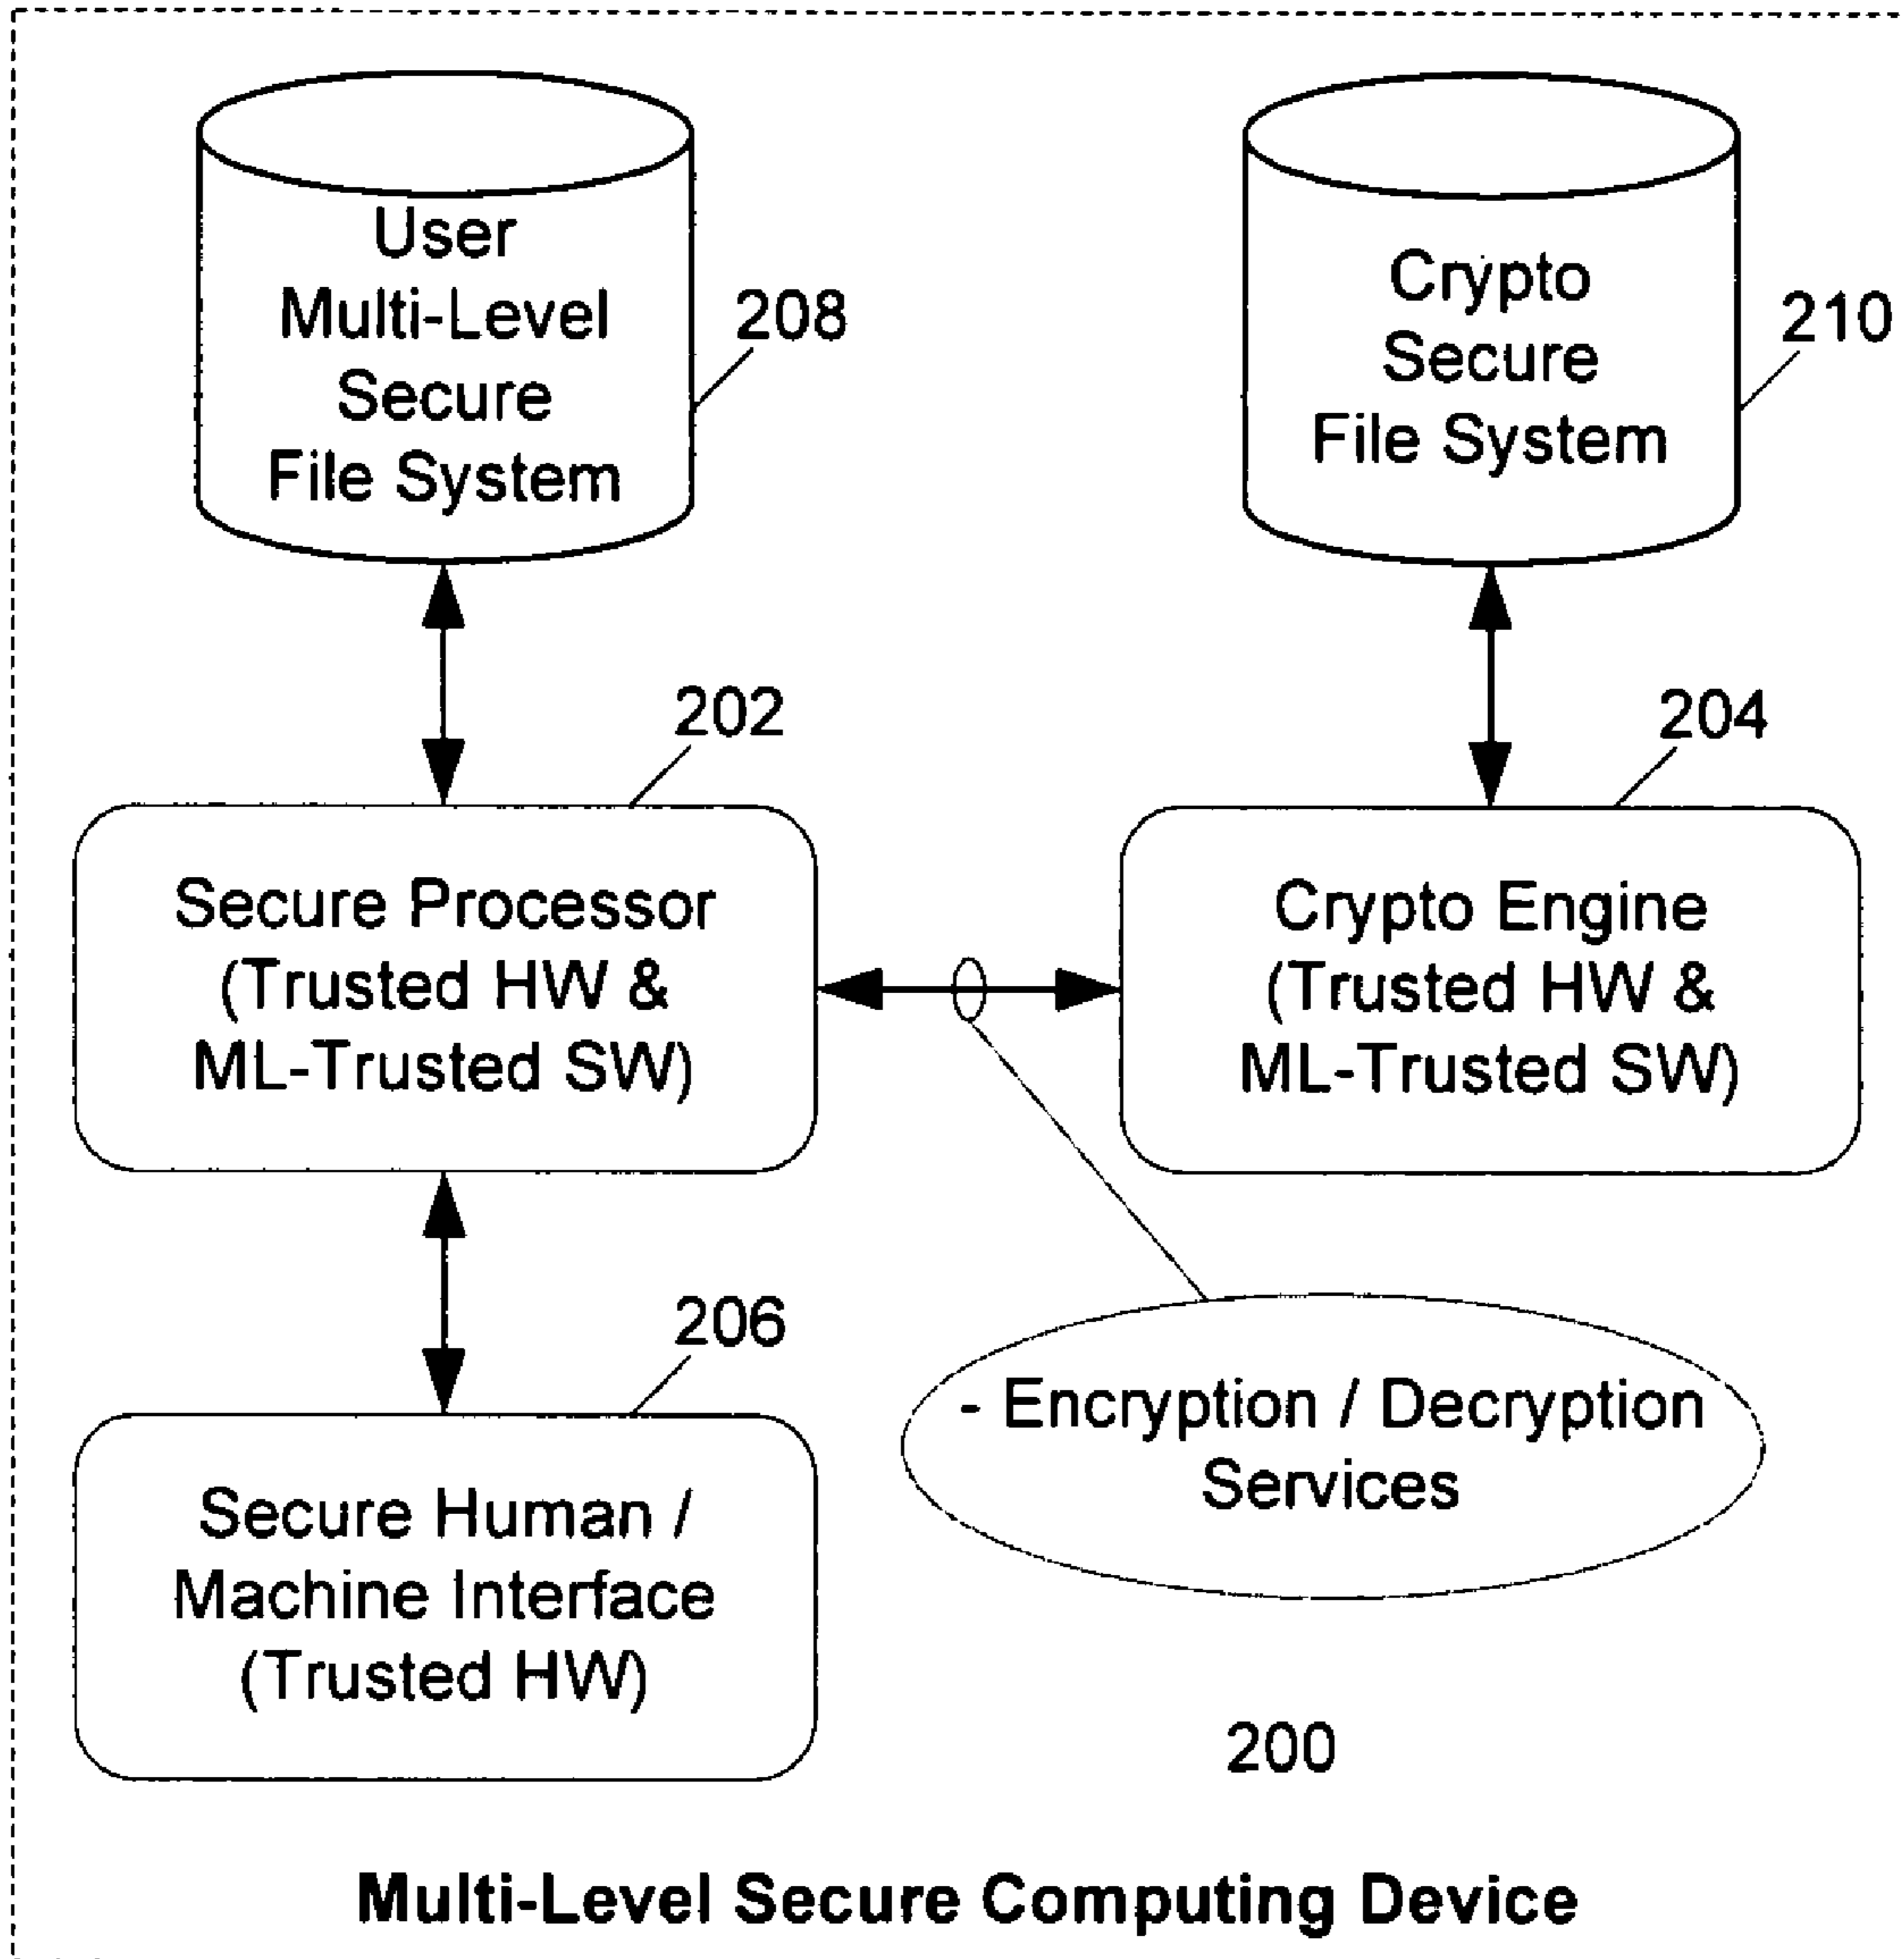 User
Multi-Level
Secure
File System
208
Crypto
Secure
File System
210
202
204
Secure Processor
(Trusted HW &
ML-Trusted SW)
Crypto Engine
(Trusted HW &
ML-Trusted SW)
206
Secure Human /
Machine Interface
(Trusted HW)
- Encryption / Decryption
Services
200
Multi-Level Secure Computing Device